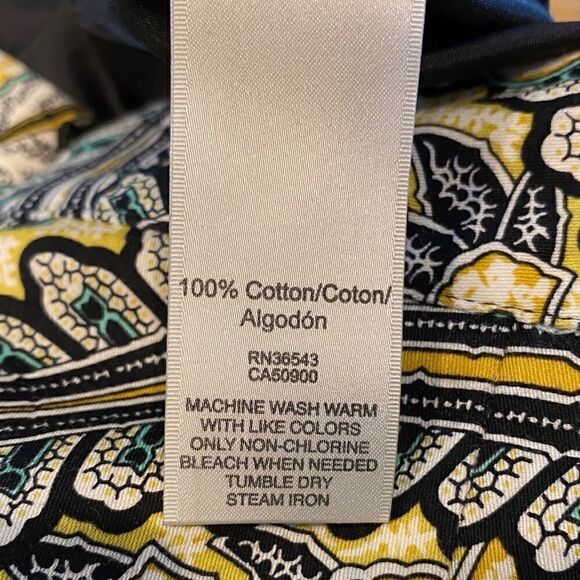 100% Cotton/Coton/
Algodón
RN36543
CA50900
MACHINE WASH WARM
WITH LIKE COLORS
ONLY NON-CHLORINE
BLEACH WHEN NEEDED
TUMBLE DRY
STEAM IRON